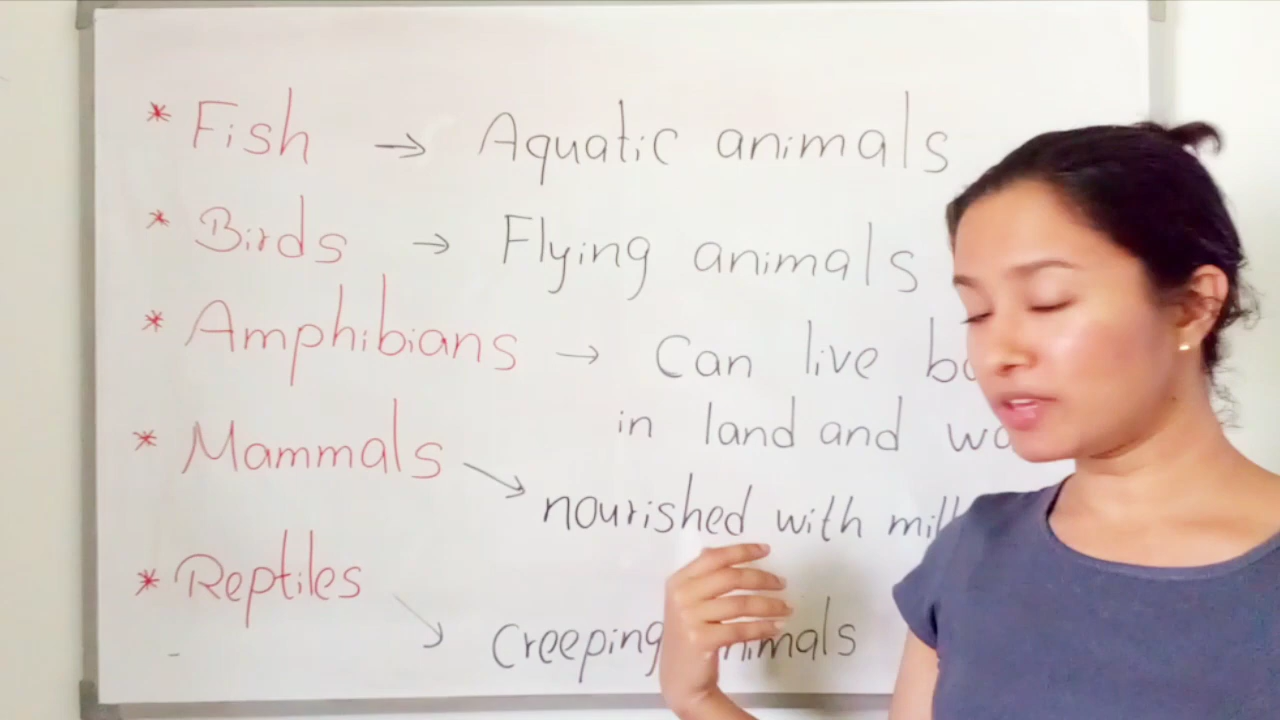 * Fish → Aquatic animals
* Birds → Flying animals
* Amphibians → Can live
in land and
* Mammals → nourished with
* Reptiles → Creeping